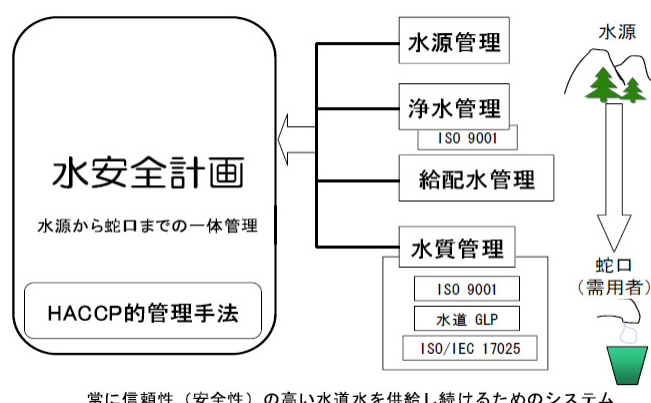 水安全計画
水源から蛇口までの一体管理
HACCP的管理手法
水源管理
浄水管理
ISO 9001
給配水管理
水質管理
ISO 9001
水道 GLP
ISO/IEC 17025
水源
蛇口
（需用者）
常に信頼性（安全性）の高い水道水を供給し続けるためのシステム